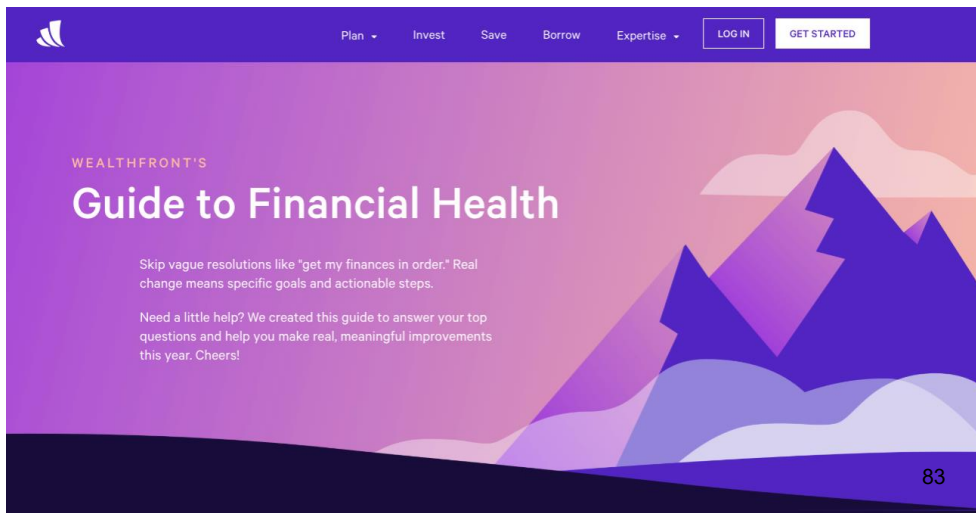 Plan Invest Save Borrow Expertise LOG IN GET STARTED
WEALTHFRONT'S
Guide to Financial Health
Skip vague resolutions like "get my finances in order." Real
change means specific goals and actionable steps.
Need a little help? We created this guide to answer your top
questions and help you make real, meaningful improvements
this year. Cheers!
83